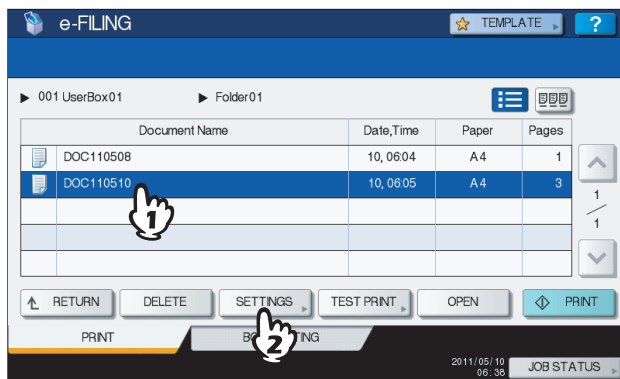 e-FILING
TEMPLATE
?
001 UserBox01 Folder01
Document Name Date,Time Paper Pages
DOC110508 10, 06:04 A4 1
DOC110510 10, 06:05 A4 3
1
1
1
RETURN DELETE SETTINGS TEST PRINT OPEN PRINT
2
PRINT
2011/05/10
06:38
JOB STATUS